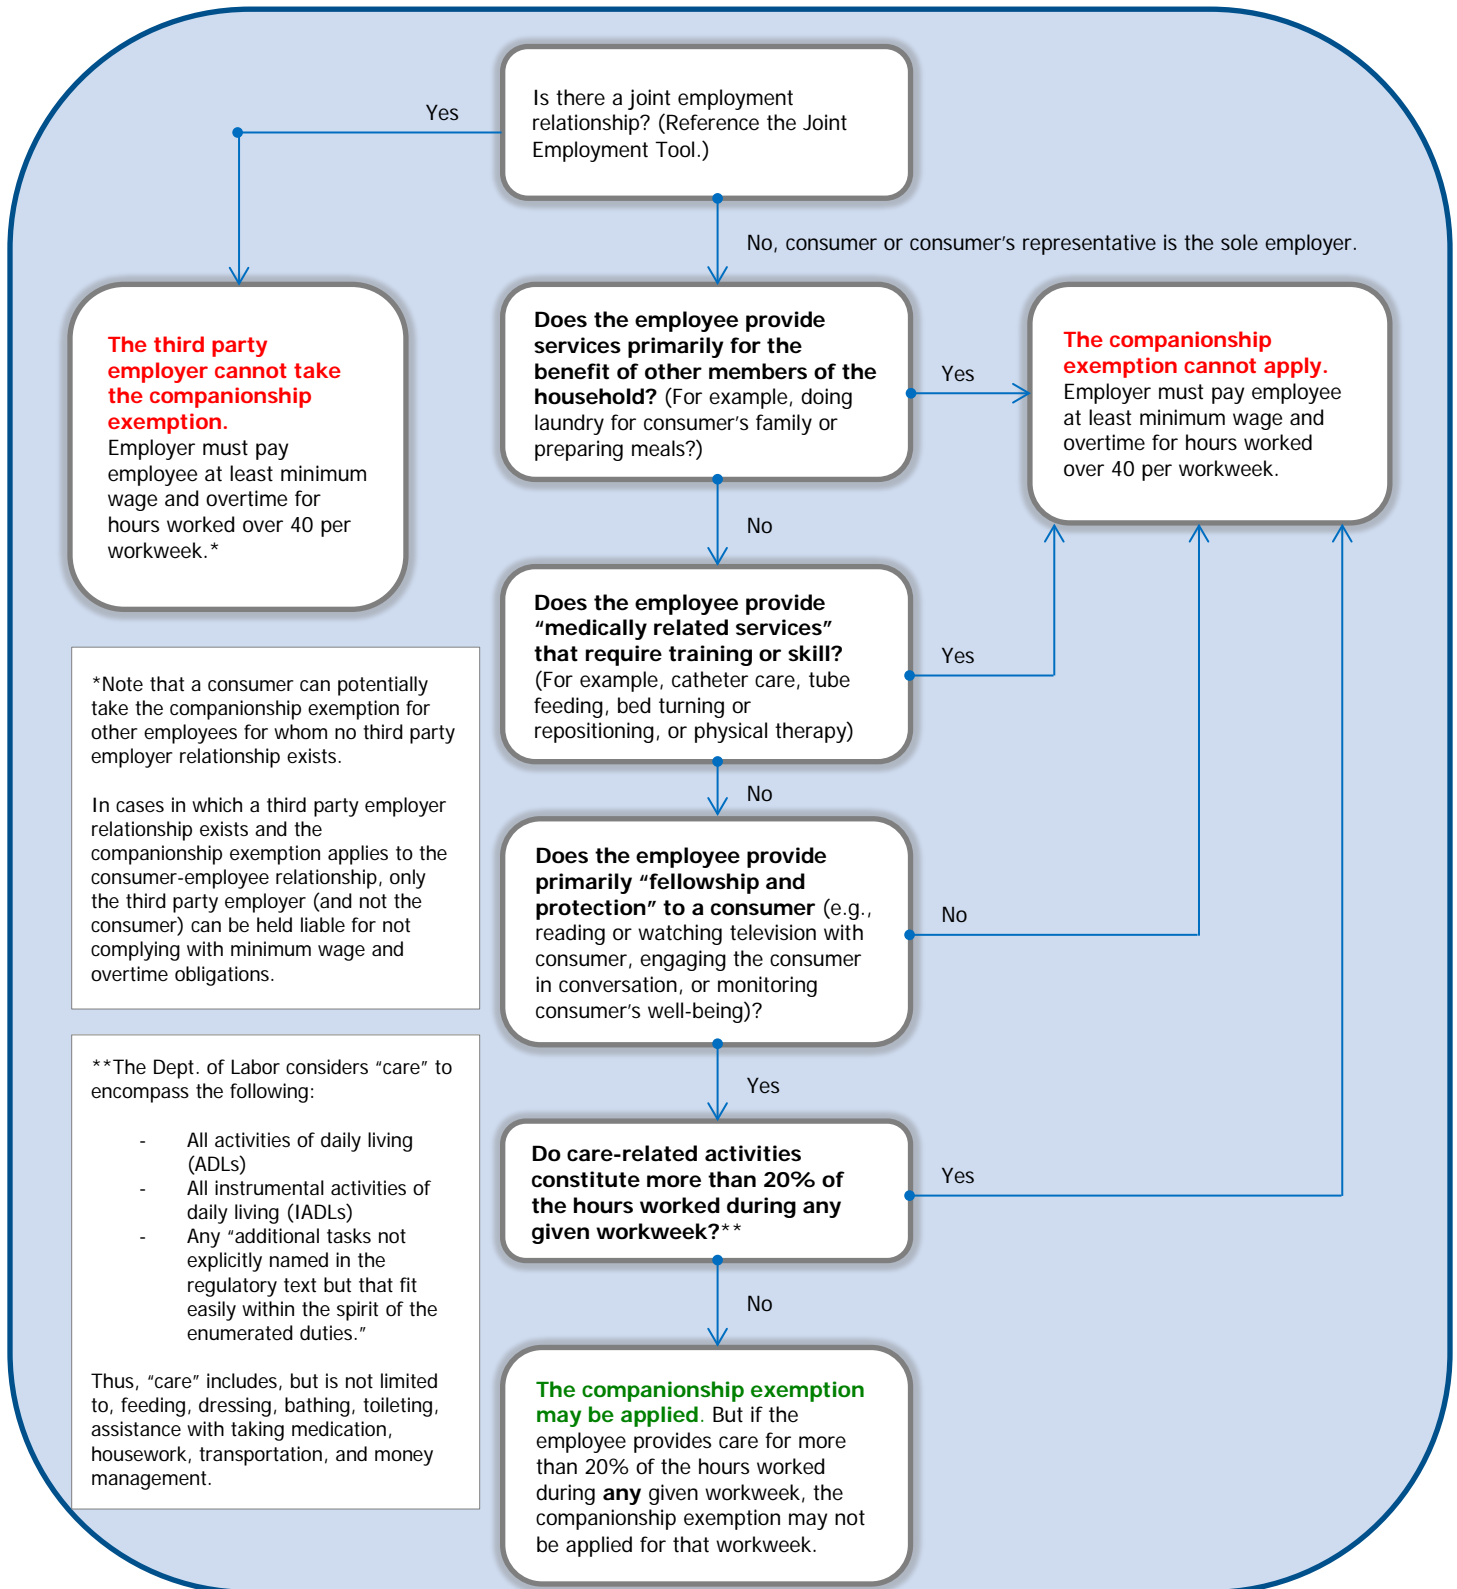 Is there a joint employment
relationship? (Reference the Joint
Employment Tool.)
Yes
No, consumer or consumer’s representative is the sole employer.
The third party
employer cannot take
the companionship
exemption.
Employer must pay
employee at least minimum
wage and overtime for
hours worked over 40 per
workweek.*
Does the employee provide
services primarily for the
benefit of other members of the
household? (For example, doing
laundry for consumer’s family or
preparing meals?)
Yes
The companionship
exemption cannot apply.
Employer must pay employee
at least minimum wage and
overtime for hours worked
over 40 per workweek.
No
Does the employee provide
“medically related services”
that require training or skill?
(For example, catheter care, tube
feeding, bed turning or
repositioning, or physical therapy)
Yes
No
*Note that a consumer can potentially
take the companionship exemption for
other employees for whom no third party
employer relationship exists.
In cases in which a third party employer
relationship exists and the
companionship exemption applies to the
consumer-employee relationship, only
the third party employer (and not the
consumer) can be held liable for not
complying with minimum wage and
overtime obligations.
Does the employee provide
primarily “fellowship and
protection” to a consumer (e.g.,
reading or watching television with
consumer, engaging the consumer
in conversation, or monitoring
consumer’s well-being)?
No
Yes
**The Dept. of Labor considers “care” to
encompass the following:
- All activities of daily living
(ADLs)
- All instrumental activities of
daily living (IADLs)
- Any “additional tasks not
explicitly named in the
regulatory text but that fit
easily within the spirit of the
enumerated duties.”
Thus, “care” includes, but is not limited
to, feeding, dressing, bathing, toileting,
assistance with taking medication,
housework, transportation, and money
management.
Do care-related activities
constitute more than 20% of
the hours worked during any
given workweek?**
Yes
No
The companionship exemption
may be applied. But if the
employee provides care for more
than 20% of the hours worked
during any given workweek, the
companionship exemption may not
be applied for that workweek.